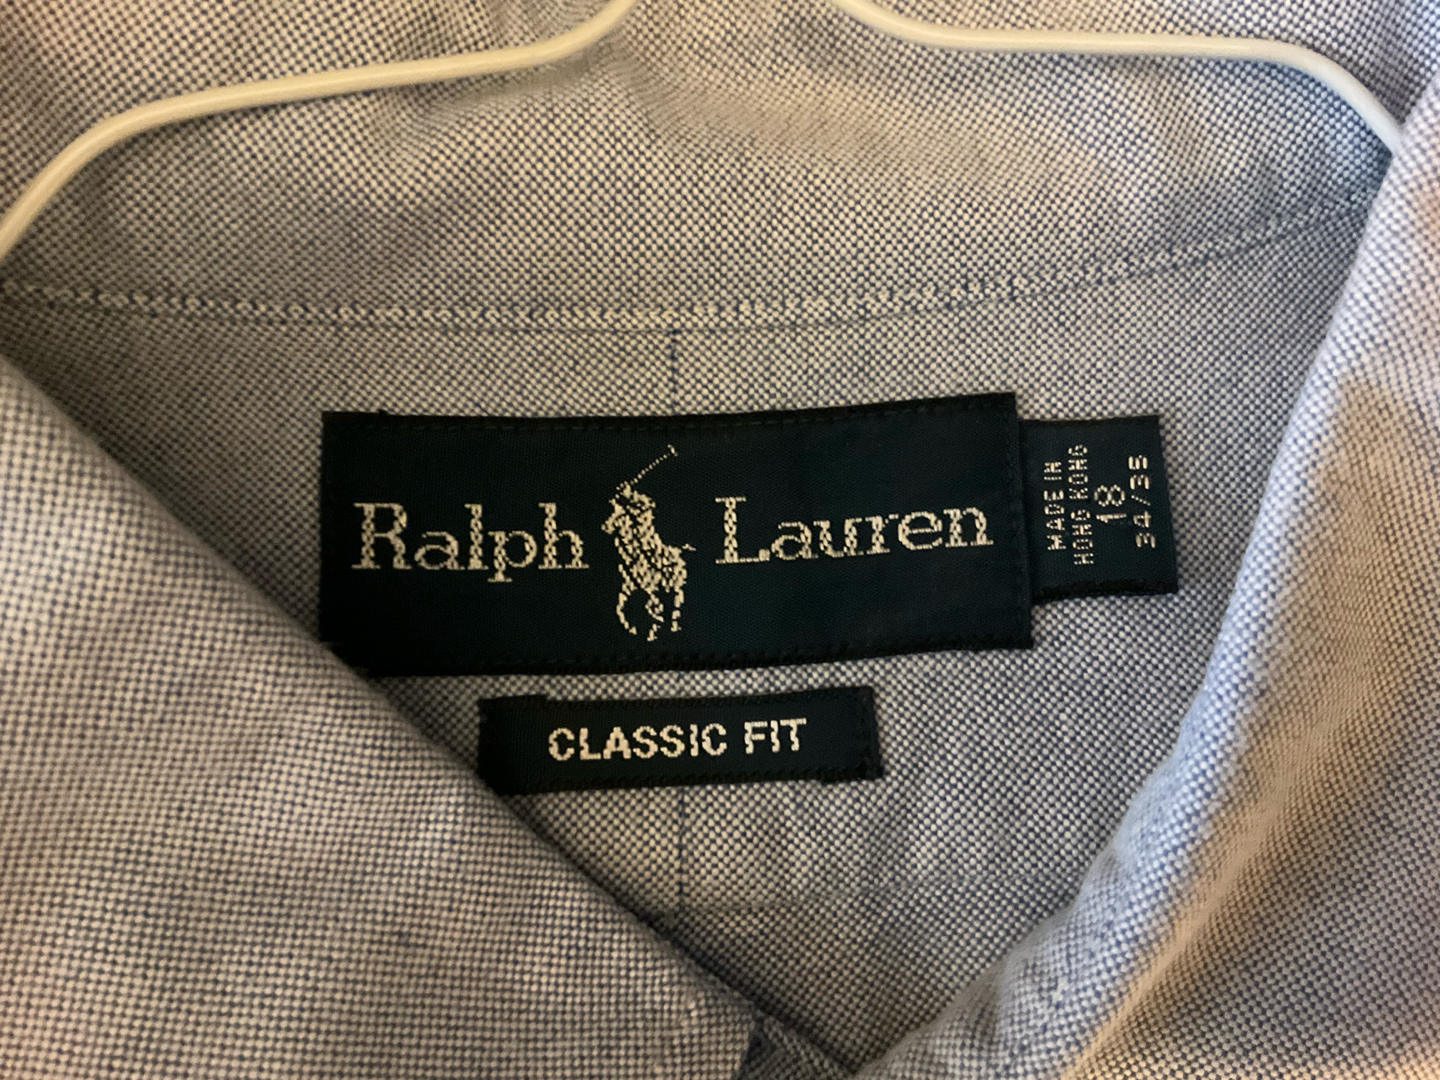 Ralph Lauren
MADE IN
HONG KONG
18
34/35
CLASSIC FIT